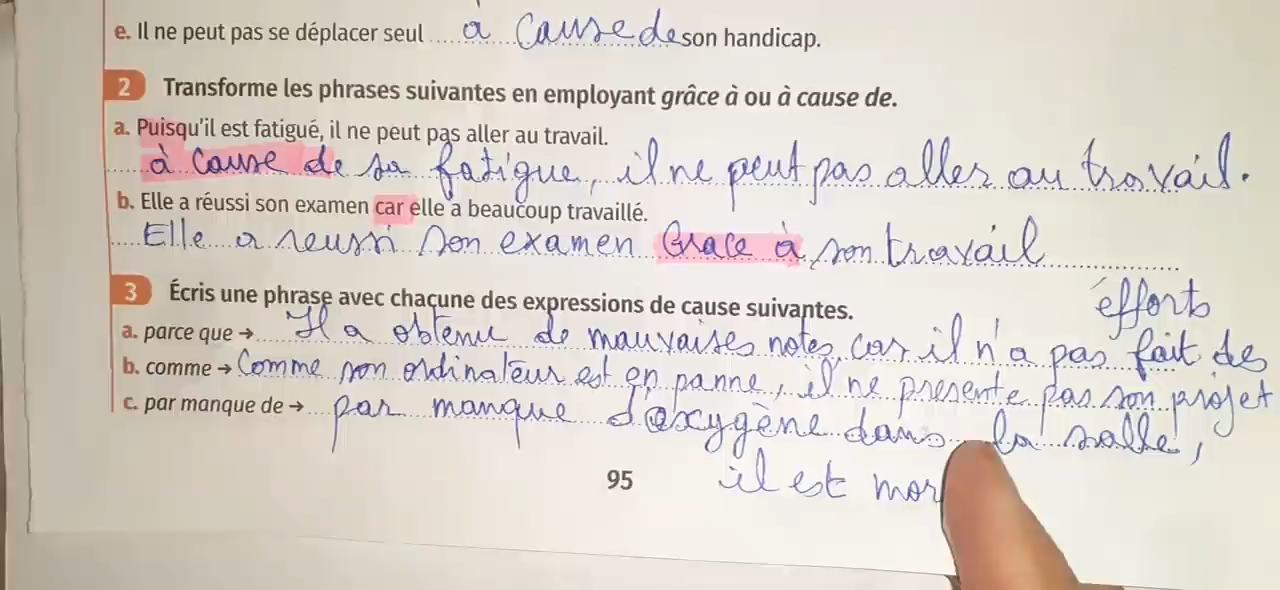 e. Il ne peut pas se déplacer seul à cause de son handicap.
2 Transforme les phrases suivantes en employant grâce à ou à cause de.
a. Puisqu'il est fatigué, il ne peut pas aller au travail.
à cause de sa fatigue, il ne peut pas aller au travail.
b. Elle a réussi son examen car elle a beaucoup travaillé.
Elle a reussi son examen Grace à son travail
3 Écris une phrase avec chacune des expressions de cause suivantes.
efforts
a. parce que → Il a obtenu de mauvaises notes, car il n'a pas fait des
b. comme → Comme son ordinateur est en panne, il ne presente pas son projet
c. par manque de → par manque d'oxygène dans la salle,
il est mor
95